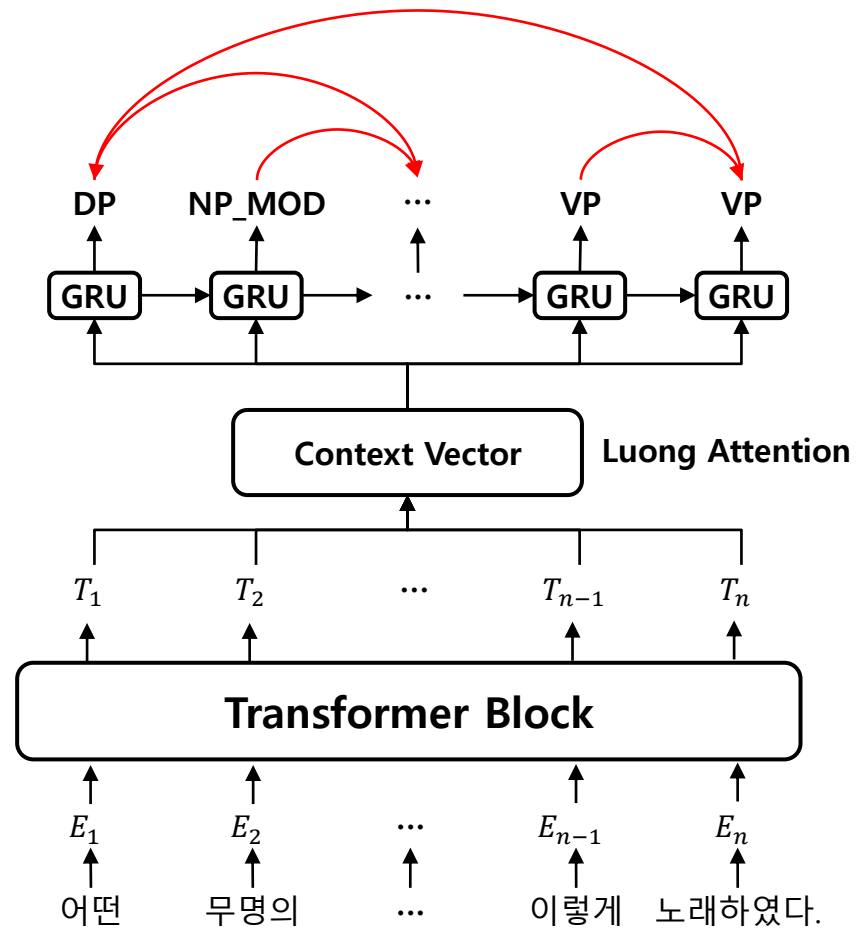 DP NP_MOD ... VP VP
GRU GRU ... GRU GRU
Context Vector Luong Attention
T₁ T₂ ... Tₙ₋₁ Tₙ
Transformer Block
E₁ E₂ ... Eₙ₋₁ Eₙ
어떤 무명의 ... 이렇게 노래하였다.